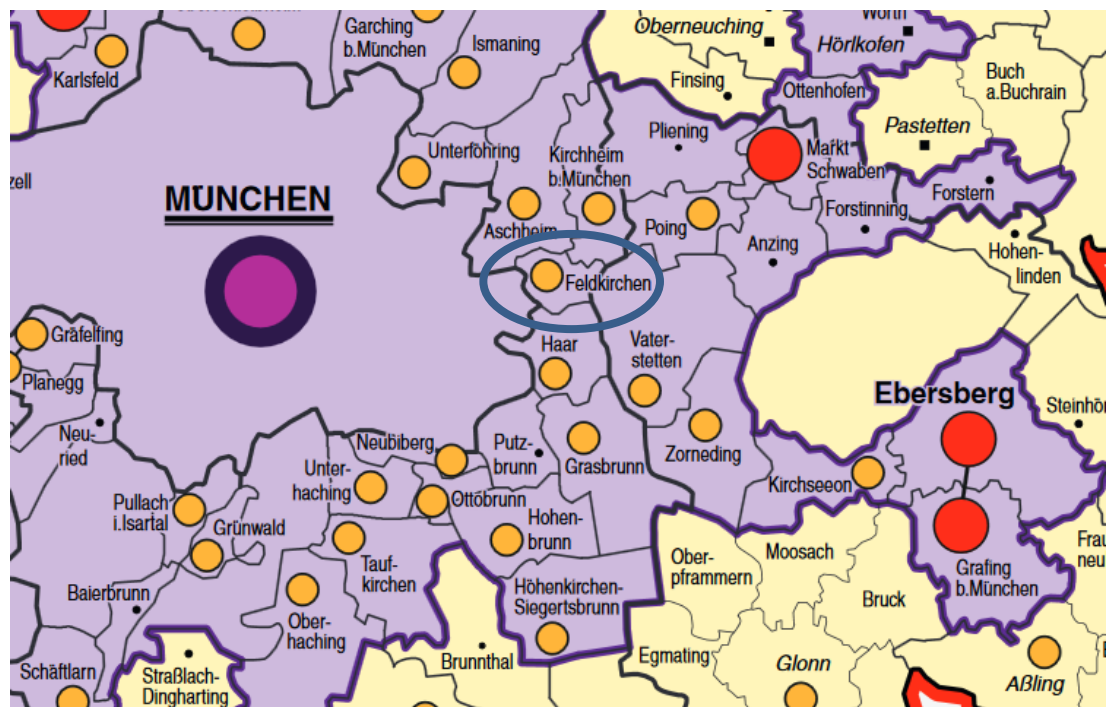 Garching
b.München
Ismaning
Karlsfeld
Oberneuching
Wörth
Hörlkofen
Finsing
Ottenhofen
Buch
a.Buchrain
Pastetten
Pliening
Markt
Schwaben
Unterföhring
Kirchheim
b.München
zell
MÜNCHEN
Aschheim
Poing
Forstinning
Forstern
Anzing
Hohen-
linden
Feldkirchen
Gräfelfing
Planegg
Haar
Vater-
stetten
Ebersberg
Steinhör
Neu-
ried
Neubiberg
Putz-
brunn
Grasbrunn
Zorneding
Kirchseeon
Unter-
haching
Ottobrunn
Pullach
i.Isartal
Grünwald
Hohen-
brunn
Tauf-
kirchen
Ober-
pframmern
Moosach
Grafing
b.München
Frau
neu
Baierbrunn
Ober-
haching
Höhenkirchen-
Siegertsbrunn
Bruck
Schäftlarn
Straßlach-
Dingharting
Brunnthal
Egmating
Glonn
Aßling